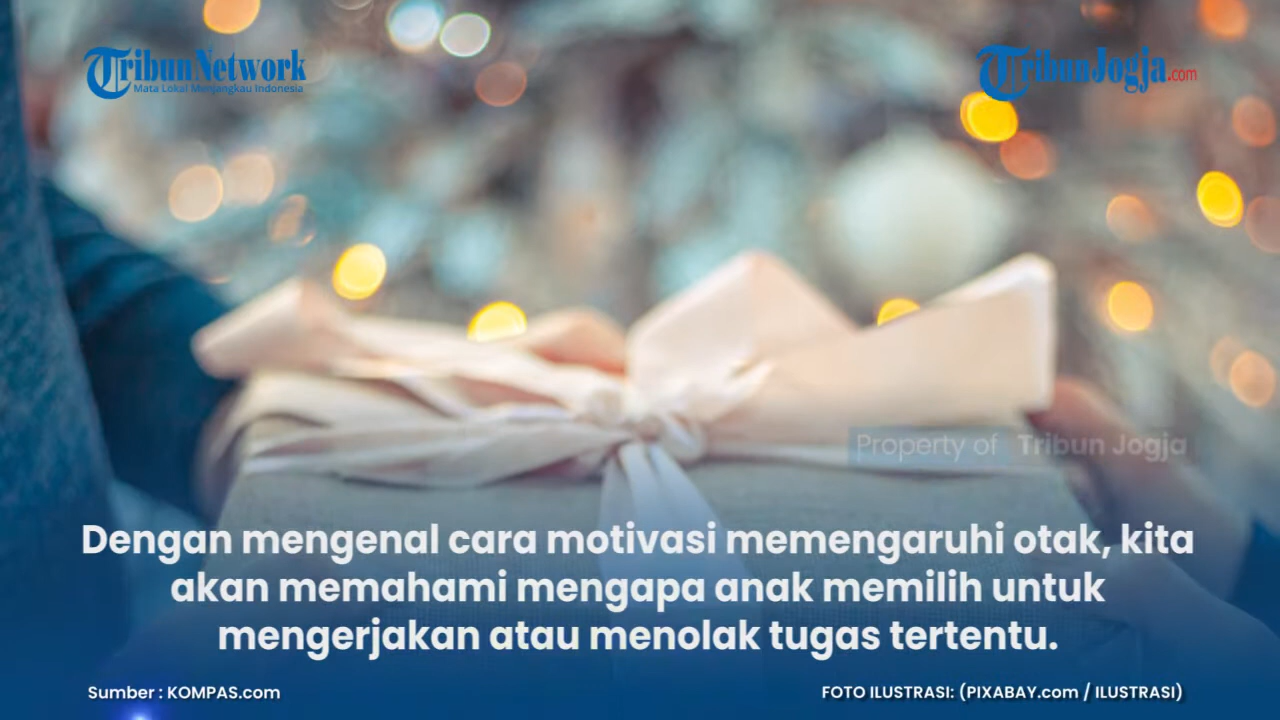 TribunNetwork
Mata Lokal Menjangkau Indonesia
TribunJogja.com
Property of Tribun Jogja
Dengan mengenal cara motivasi memengaruhi otak, kita
akan memahami mengapa anak memilih untuk
mengerjakan atau menolak tugas tertentu.
Sumber : KOMPAS.com
FOTO ILUSTRASI: (PIXABAY.com / ILUSTRASI)